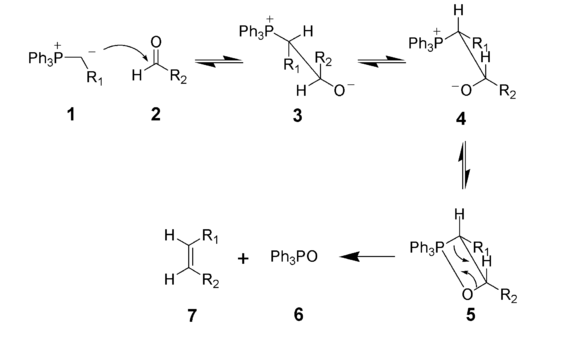 Ph3P+ − R1
O H R2
Ph3P+ H R1 R2 H O−
Ph3P+ H R1 H −O R2
1 2 3 4
Ph3P H R1 H O R2
H R1 H R2 + Ph3PO
7 6 5